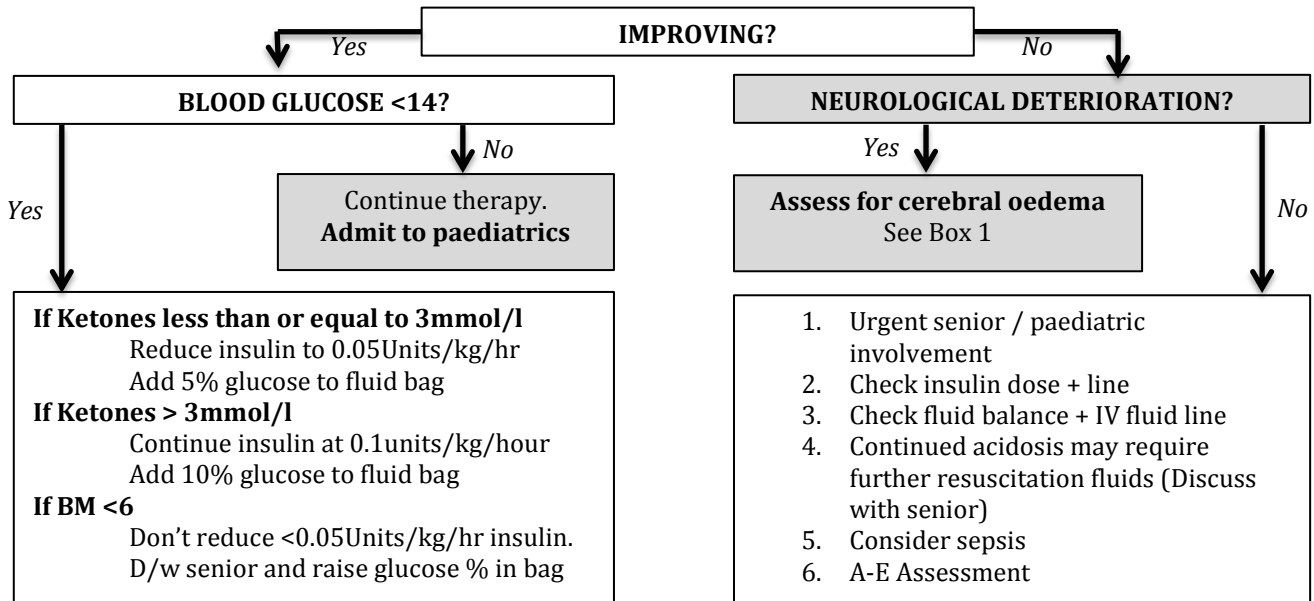 IMPROVING?
Yes
No
BLOOD GLUCOSE <14?
NEUROLOGICAL DETERIORATION?
No
Yes
Yes
No
Continue therapy.
Admit to paediatrics
Assess for cerebral oedema
See Box 1
If Ketones less than or equal to 3mmol/l
Reduce insulin to 0.05Units/kg/hr
Add 5% glucose to fluid bag
If Ketones > 3mmol/l
Continue insulin at 0.1units/kg/hour
Add 10% glucose to fluid bag
If BM <6
Don’t reduce <0.05Units/kg/hr insulin.
D/w senior and raise glucose % in bag
1. Urgent senior / paediatric
involvement
2. Check insulin dose + line
3. Check fluid balance + IV fluid line
4. Continued acidosis may require
further resuscitation fluids (Discuss
with senior)
5. Consider sepsis
6. A-E Assessment